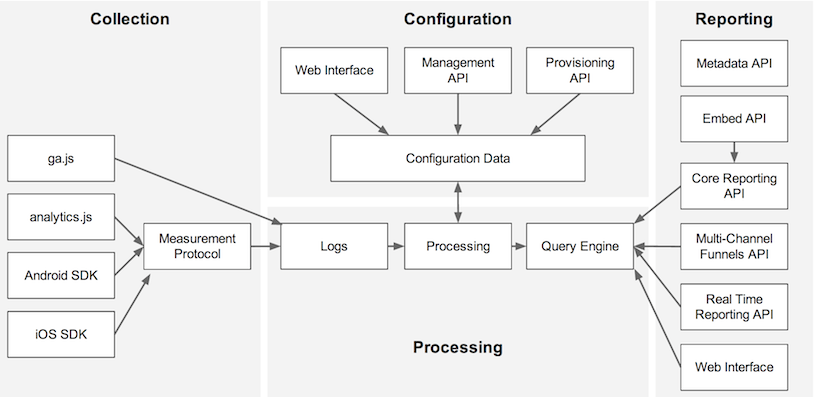 Collection
Configuration
Reporting
Web Interface
Management
API
Provisioning
API
Configuration Data
ga.js
analytics.js
Android SDK
iOS SDK
Measurement
Protocol
Logs
Processing
Query Engine
Processing
Metadata API
Embed API
Core Reporting
API
Multi-Channel
Funnels API
Real Time
Reporting API
Web Interface